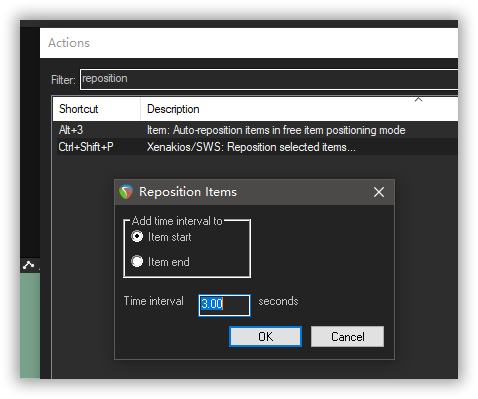 Actions
Filter: reposition
Shortcut Description
Alt+3 Item: Auto-reposition items in free item positioning mode
Ctrl+Shift+P Xenakios/SWS: Reposition selected items...
Reposition Items
Add time interval to
Item start
Item end
Time interval 3.00 seconds
OK Cancel